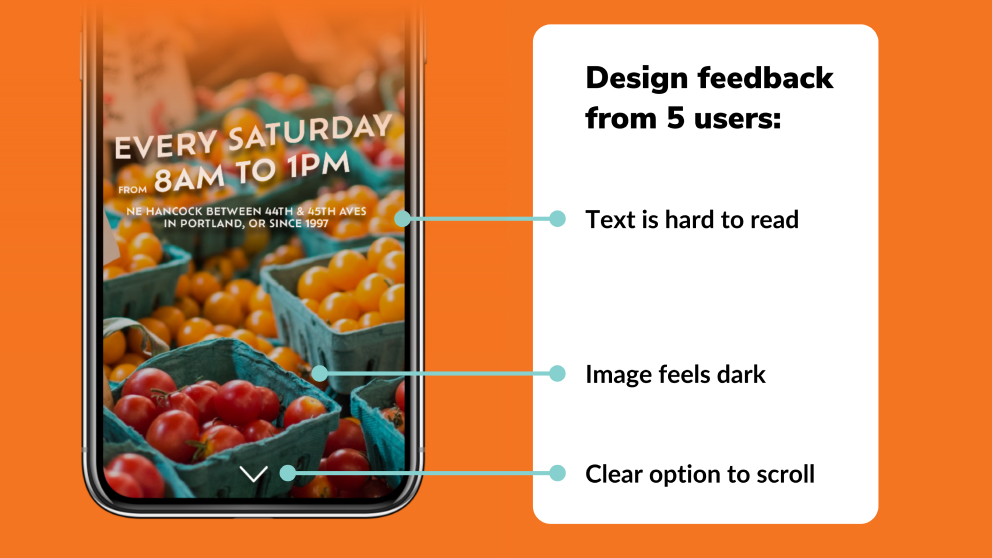 EVERY SATURDAY
FROM 8AM TO 1PM
NE HANCOCK BETWEEN 44TH & 45TH AVES
IN PORTLAND, OR SINCE 1997
Design feedback
from 5 users:
Text is hard to read
Image feels dark
Clear option to scroll